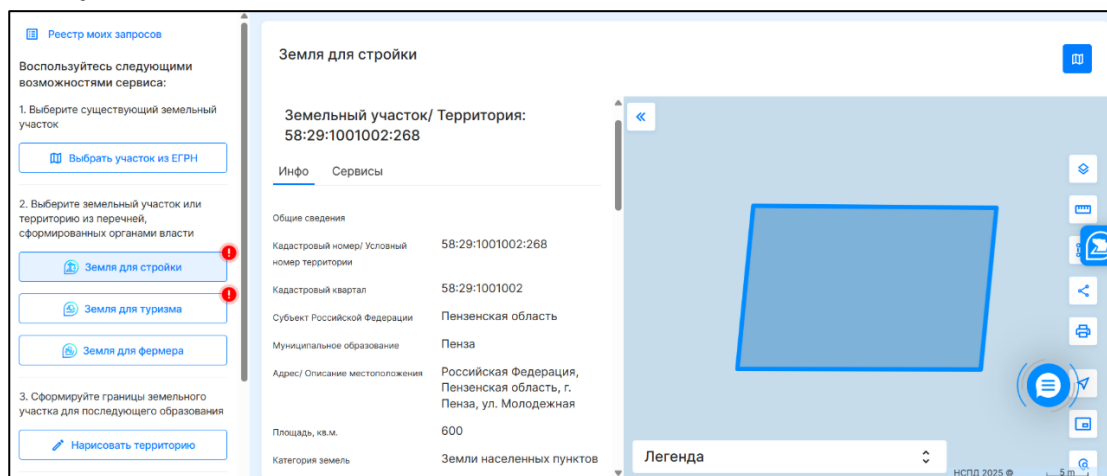 Реестр моих запросов
Воспользуйтесь следующими
возможностями сервиса:
1. Выберите существующий земельный
участок
Выбрать участок из ЕГРН
2. Выберите земельный участок или
территорию из перечней,
сформированных органами власти
Земля для стройки
Земля для туризма
Земля для фермера
3. Сформируйте границы земельного
участка для последующего образования
Нарисовать территорию
Земля для стройки
Земельный участок/ Территория:
58:29:1001002:268
Инфо Сервисы
Общие сведения
Кадастровый номер/ Условный
номер территории
58:29:1001002:268
Кадастровый квартал 58:29:1001002
Субъект Российской Федерации Пензенская область
Муниципальное образование Пенза
Адрес/ Описание местоположения Российская Федерация,
Пензенская область, г.
Пенза, ул. Молодежная
Площадь, кв.м. 600
Категория земель Земли населенных пунктов
Легенда
НСПД 2025 © 5 m